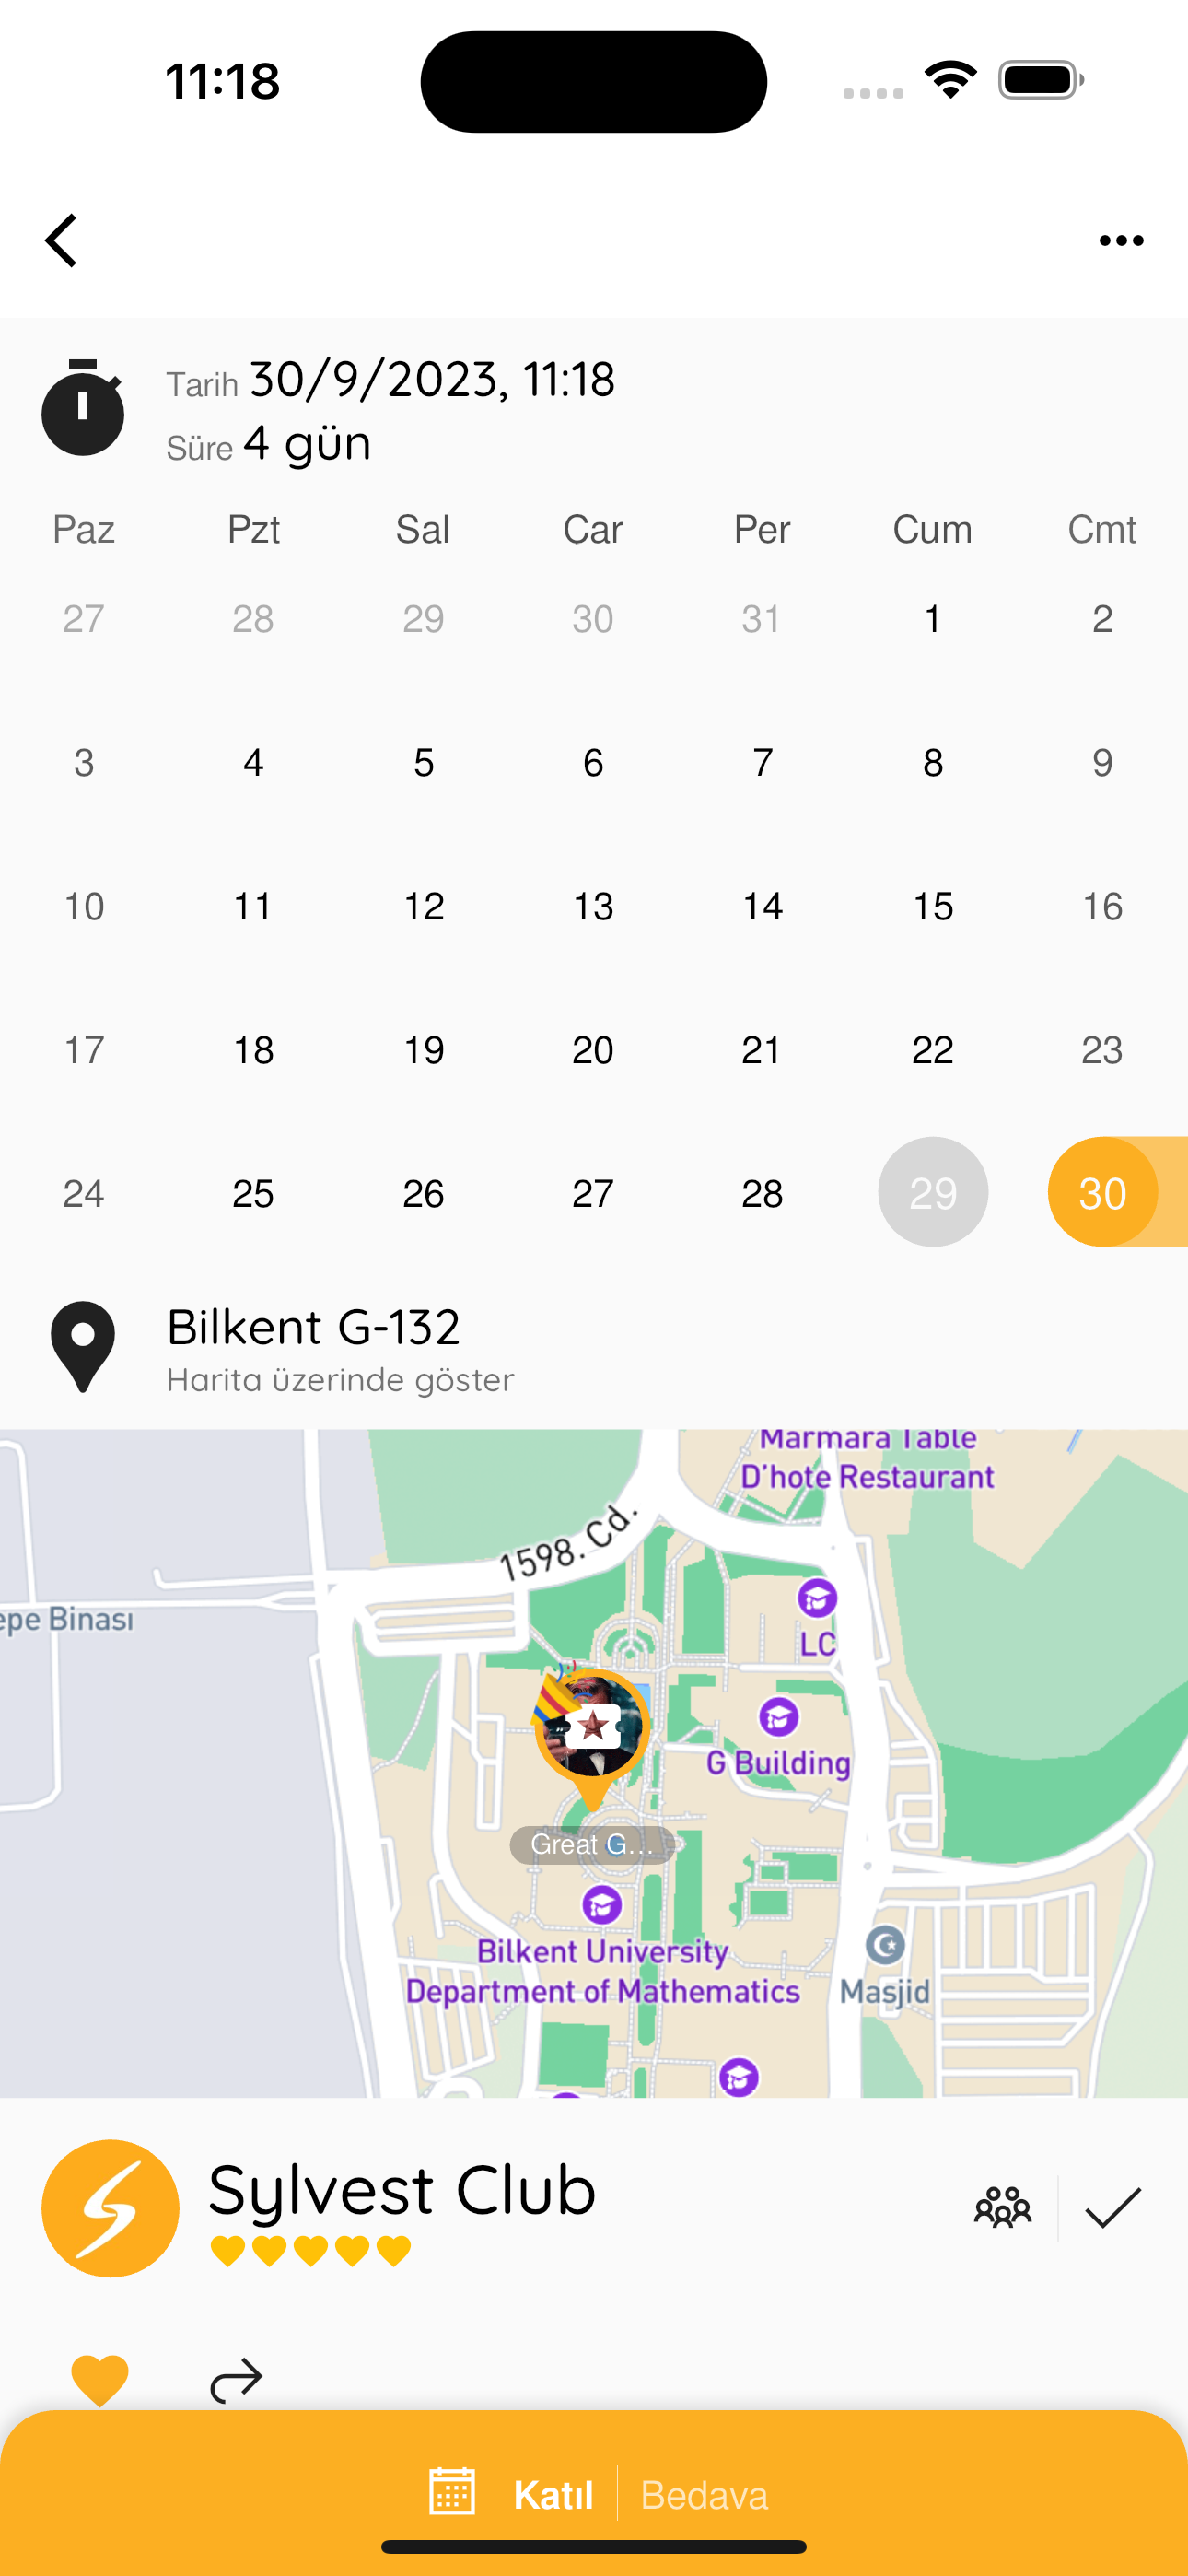 11:18
Tarih 30/9/2023, 11:18
Süre 4 gün
Paz Pzt Sal Çar Per Cum Cmt
27 28 29 30 31 1 2
3 4 5 6 7 8 9
10 11 12 13 14 15 16
17 18 19 20 21 22 23
24 25 26 27 28 29 30
Bilkent G-132
Harita üzerinde göster
Marmara Table
D'hote Restaurant
1598. Cd.
epe Binası
LC
G Building
Great G...
Bilkent University
Department of Mathematics
Masjid
Sylvest Club
Katıl Bedava